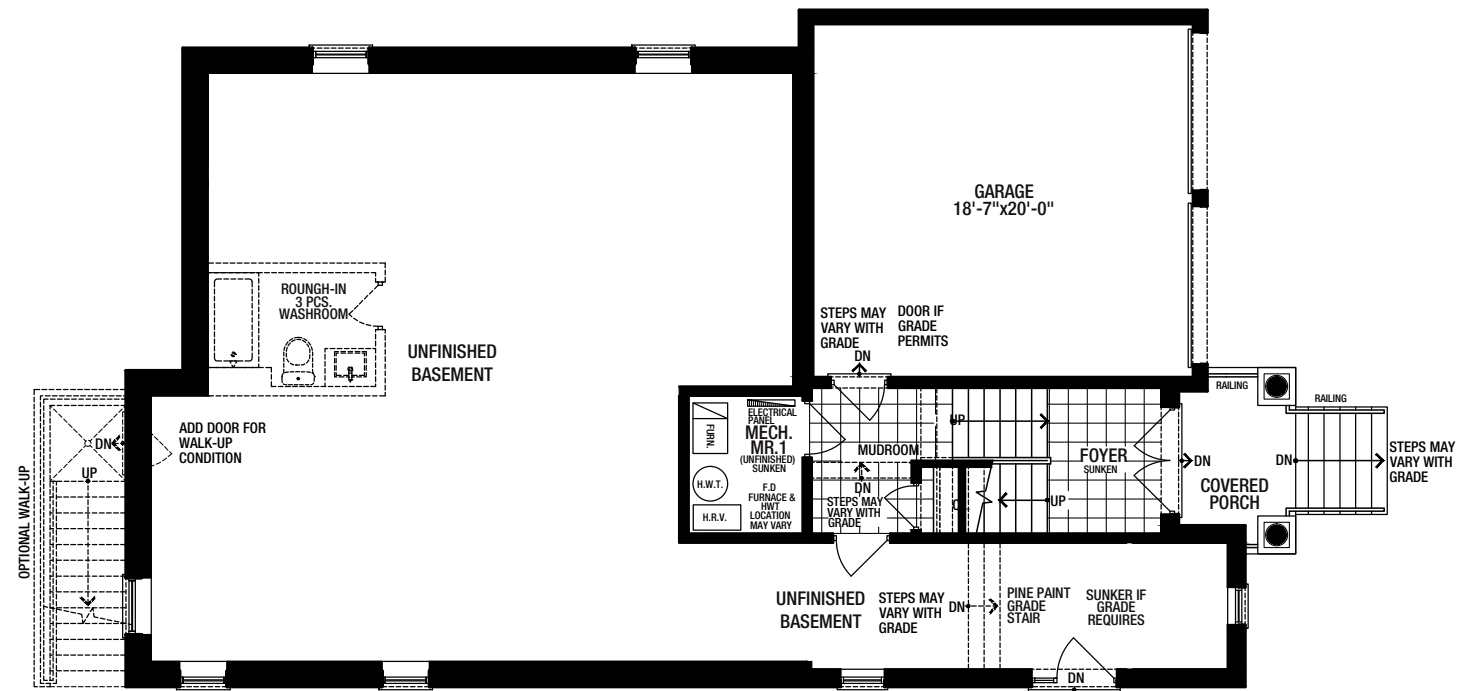 GARAGE
18'-7"x20'-0"
ROUNGH-IN
3 PCS.
WASHROOM
UNFINISHED
BASEMENT
STEPS MAY
VARY WITH
GRADE
DN
DOOR IF
GRADE
PERMITS
OPTIONAL WALK-UP
DN
UP
ADD DOOR FOR
WALK-UP
CONDITION
FURN.
H.W.T.
H.R.V.
ELECTRICAL
PANEL
MECH.
MR.1
(UNFINISHED)
SUNKEN
F.D
FURNACE &
HWT
LOCATION
MAY VARY
MUDROOM
DN
STEPS MAY
VARY WITH
GRADE
UP
UP
FOYER
SUNKEN
DN
RAILING
RAILING
COVERED
PORCH
DN
STEPS MAY
VARY WITH
GRADE
UNFINISHED
BASEMENT
STEPS MAY
VARY WITH
GRADE
DN
PINE PAINT
GRADE
STAIR
SUNKER IF
GRADE
REQUIRES
DN